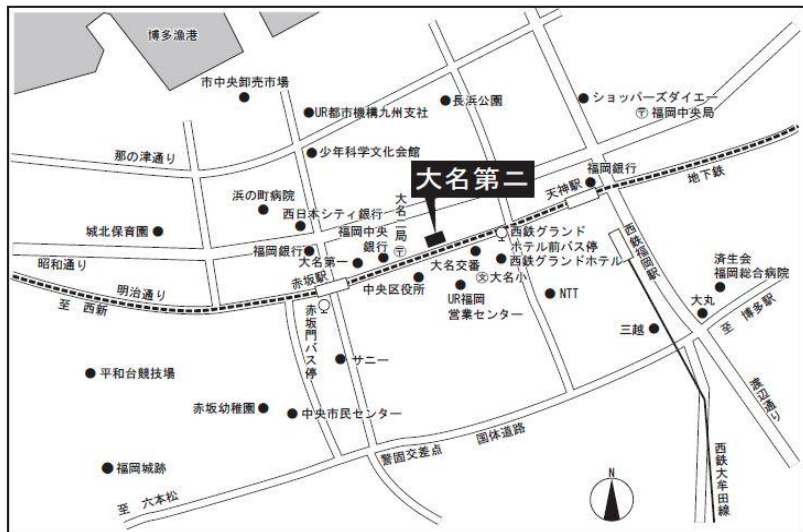 博多漁港
市中央卸売市場
UR都市機構九州支社
長浜公園
ショッパーズダイエー
〒福岡中央局
少年科学文化会館
那の津通り
浜の町病院
西日本シティ銀行
大名二局
〒
大名第二
天神駅
福岡銀行
地下鉄
城北保育園
福岡銀行
福岡中央
銀行
大名第一
赤坂駅
昭和通り
明治通り
至 西新
中央区役所
大名交番
文大名小
UR福岡
営業センター
西鉄グランド
ホテル前バス停
西鉄グランドホテル
NTT
西鉄福岡駅
済生会
福岡総合病院
大丸
至 博多駅
三越
赤坂門バス停
サニー
平和台競技場
赤坂幼稚園
中央市民センター
福岡城跡
至 六本松
警固交差点
国体道路
渡辺通り
西鉄大牟田線
N